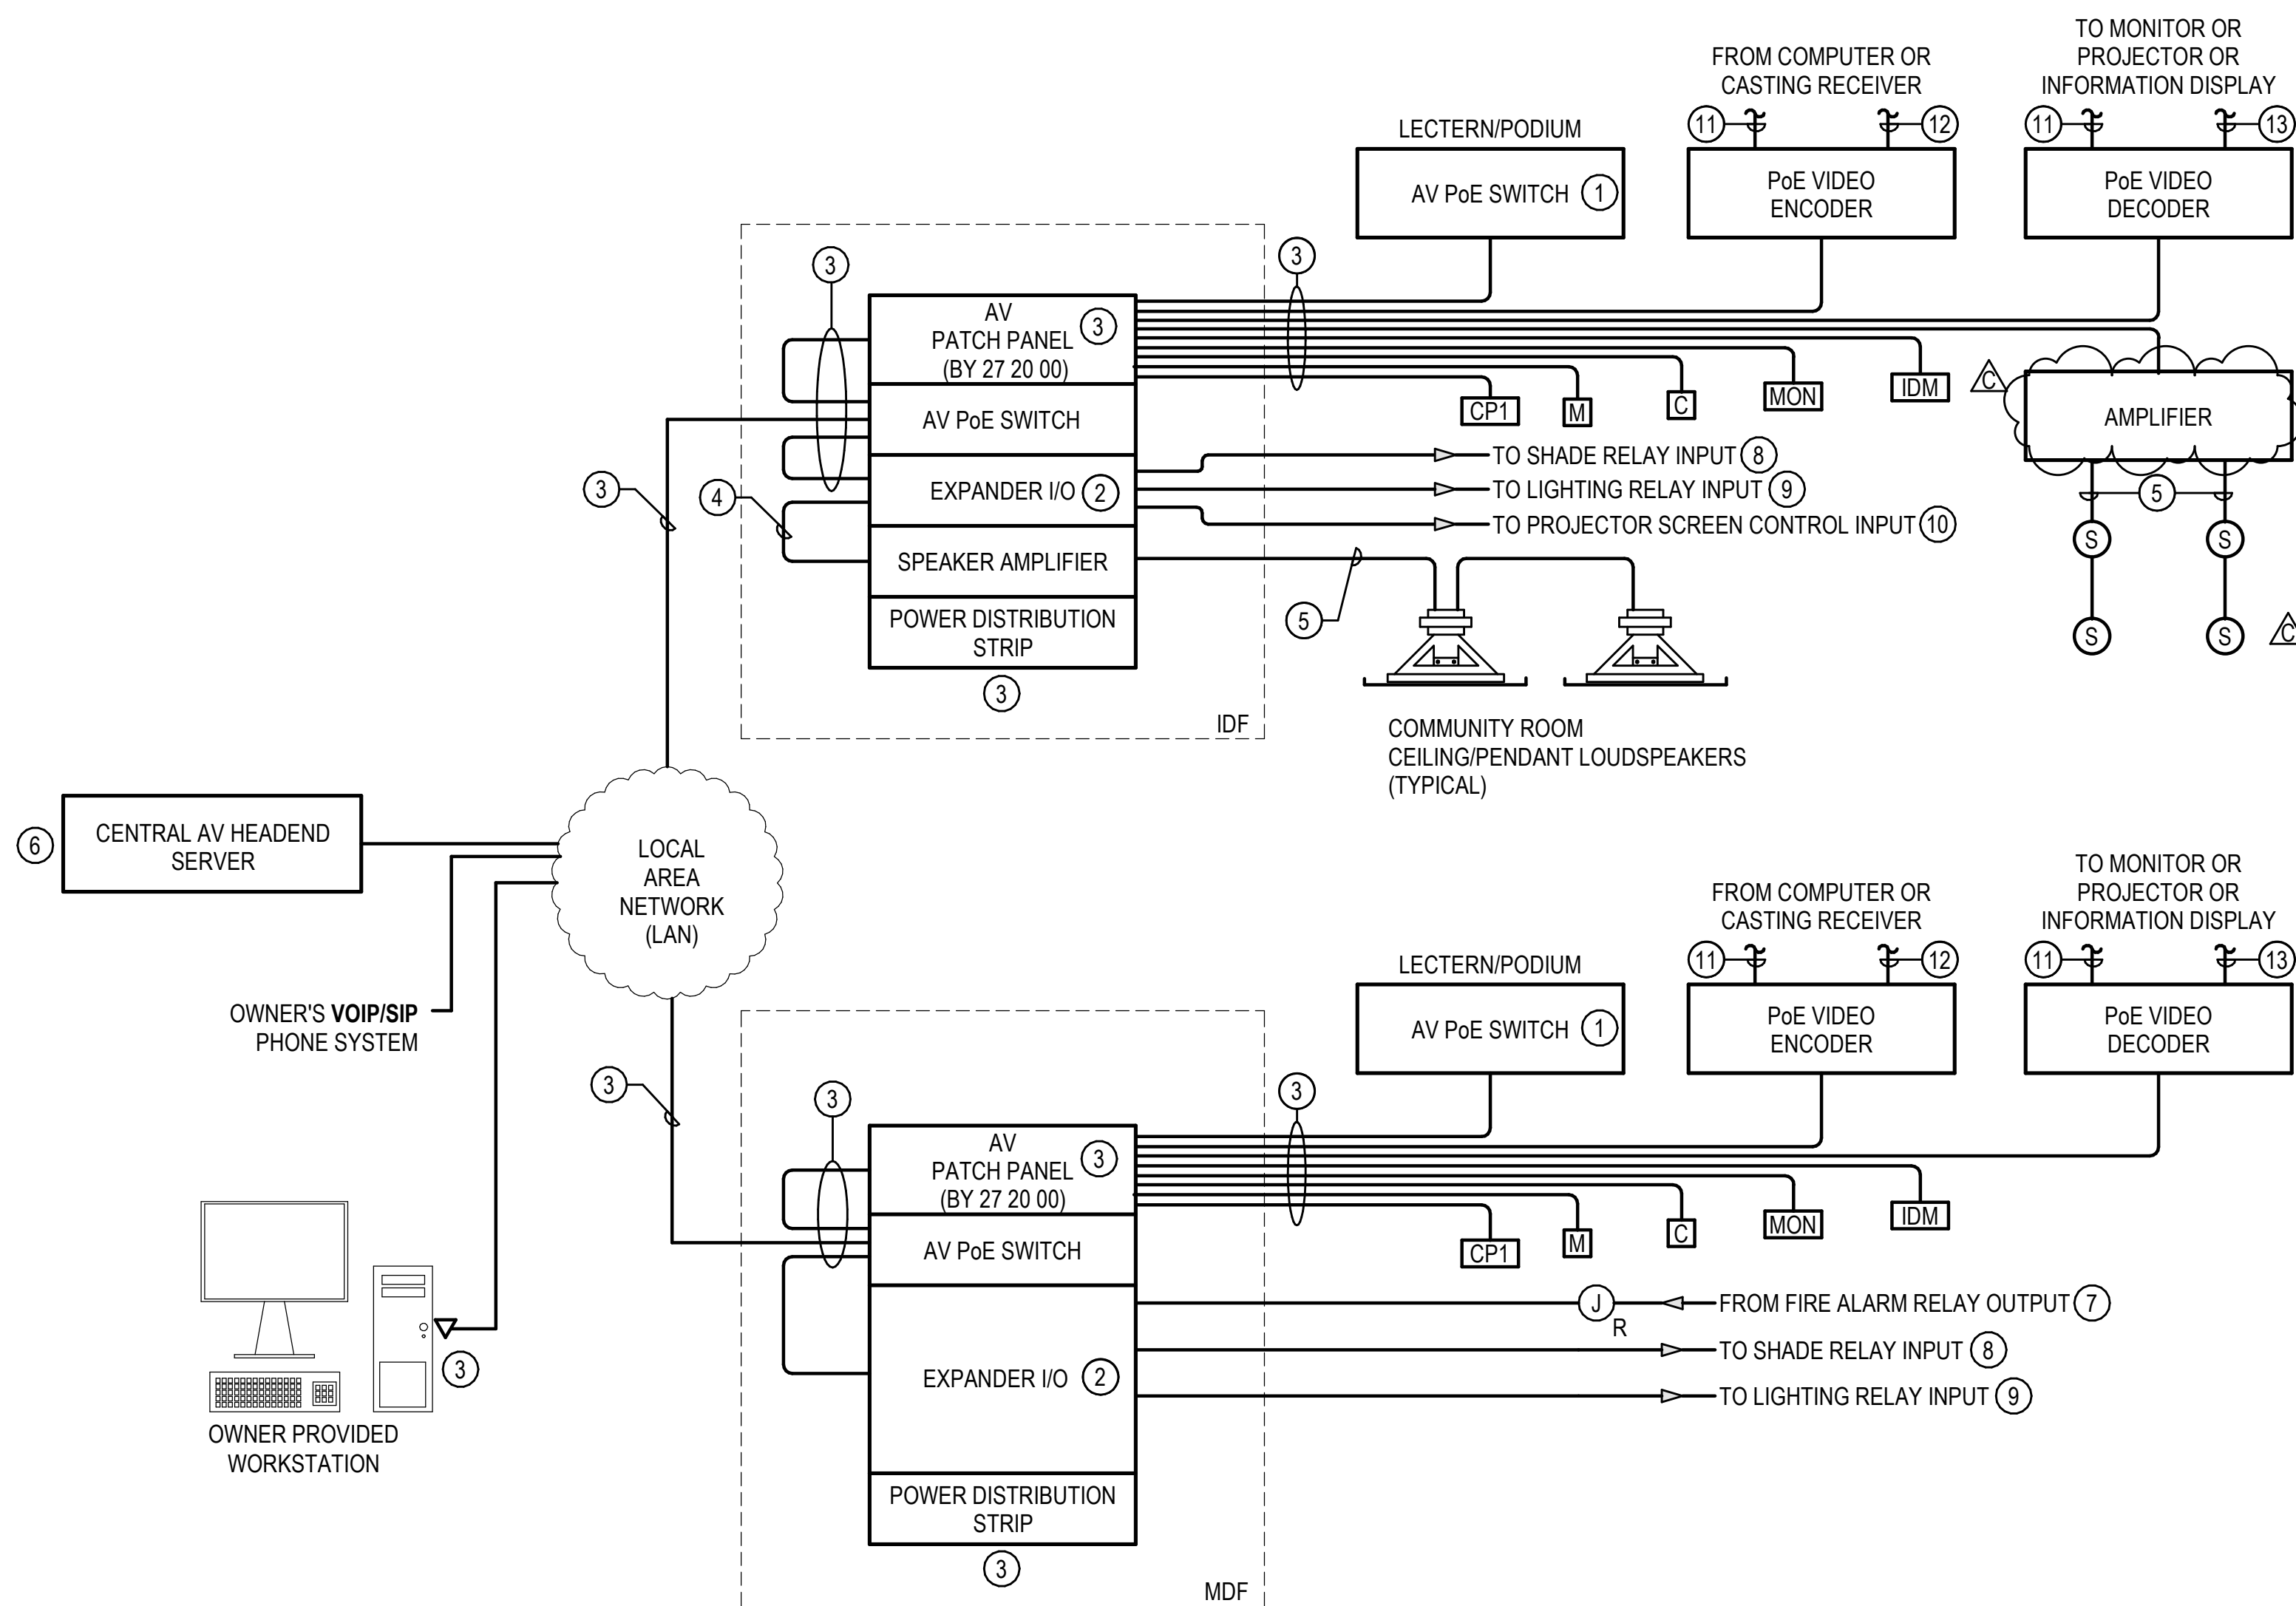 TO MONITOR OR
PROJECTOR OR
INFORMATION DISPLAY
FROM COMPUTER OR
CASTING RECEIVER
11
12
11
13
LECTERN/PODIUM
AV PoE SWITCH 1
PoE VIDEO
ENCODER
PoE VIDEO
DECODER
3
3
AV
PATCH PANEL 3
(BY 27 20 00)
AV PoE SWITCH
EXPANDER I/O 2
SPEAKER AMPLIFIER
POWER DISTRIBUTION
STRIP
3
IDF
3
4
CP1
M
C
MON
IDM
C
AMPLIFIER
5
S
S
S
S
C
TO SHADE RELAY INPUT 8
TO LIGHTING RELAY INPUT 9
TO PROJECTOR SCREEN CONTROL INPUT 10
5
COMMUNITY ROOM
CEILING/PENDANT LOUDSPEAKERS
(TYPICAL)
6
CENTRAL AV HEADEND
SERVER
LOCAL
AREA
NETWORK
(LAN)
OWNER'S VOIP/SIP
PHONE SYSTEM
3
OWNER PROVIDED
WORKSTATION
TO MONITOR OR
PROJECTOR OR
INFORMATION DISPLAY
FROM COMPUTER OR
CASTING RECEIVER
11
12
11
13
LECTERN/PODIUM
AV PoE SWITCH 1
PoE VIDEO
ENCODER
PoE VIDEO
DECODER
3
3
3
AV
PATCH PANEL 3
(BY 27 20 00)
AV PoE SWITCH
EXPANDER I/O 2
POWER DISTRIBUTION
STRIP
3
MDF
CP1
M
C
MON
IDM
J
R
FROM FIRE ALARM RELAY OUTPUT 7
TO SHADE RELAY INPUT 8
TO LIGHTING RELAY INPUT 9